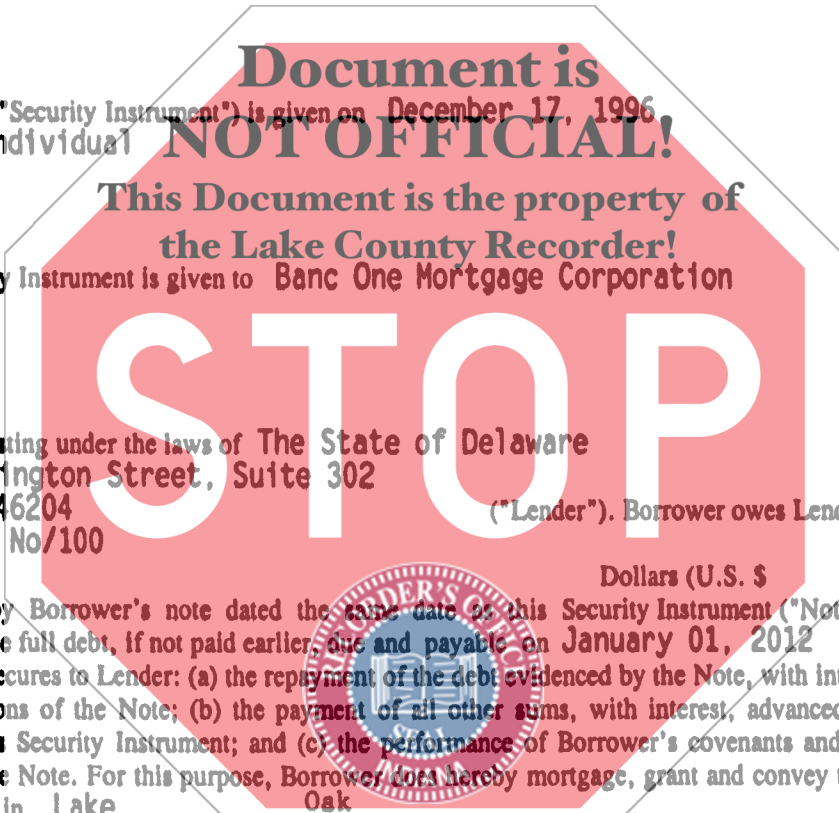 Document is
"Security Instrument") is given on December 17, 1996
ndividual NOT OFFICIAL!
This Document is the property of
the Lake County Recorder!
y Instrument is given to Banc One Mortgage Corporation
STOP
ting under the laws of The State of Delaware
ington Street, Suite 302
46204 ("Lender"). Borrower owes Lend
No/100
Dollars (U.S. $
y Borrower's note dated the same date as this Security Instrument ("Not
e full debt, if not paid earlier, due and payable on January 01, 2012
ecures to Lender: (a) the repayment of the debt evidenced by the Note, with int
ons of the Note; (b) the payment of all other sums, with interest, advanced
s Security Instrument; and (c) the performance of Borrower's covenants and
e Note. For this purpose, Borrower does hereby mortgage, grant and convey t
in Lake Oak
RECORDER'S OFFICE
SEAL
INDIANA